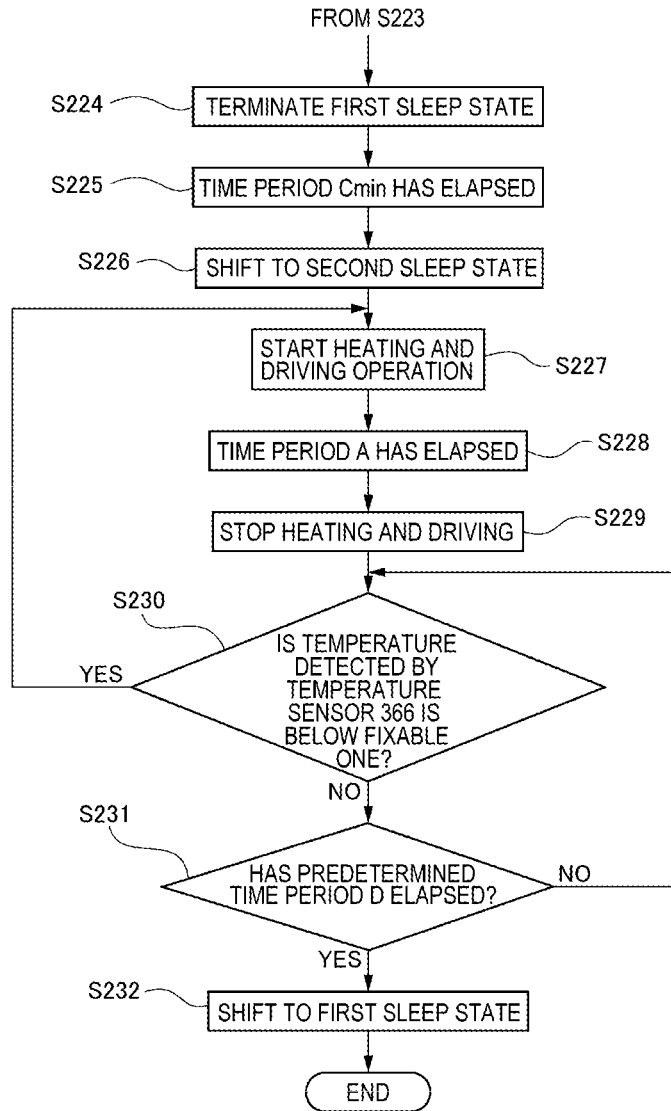 FROM S223
S224
TERMINATE FIRST SLEEP STATE
S225
TIME PERIOD Cmin HAS ELAPSED
S226
SHIFT TO SECOND SLEEP STATE
START HEATING AND
DRIVING OPERATION
S227
TIME PERIOD A HAS ELAPSED
S228
STOP HEATING AND DRIVING
S229
S230
IS TEMPERATURE
DETECTED BY
TEMPERATURE
SENSOR 366 IS
BELOW FIXABLE
ONE?
YES
NO
S231
HAS PREDETERMINED
TIME PERIOD D ELAPSED?
NO
YES
S232
SHIFT TO FIRST SLEEP STATE
END